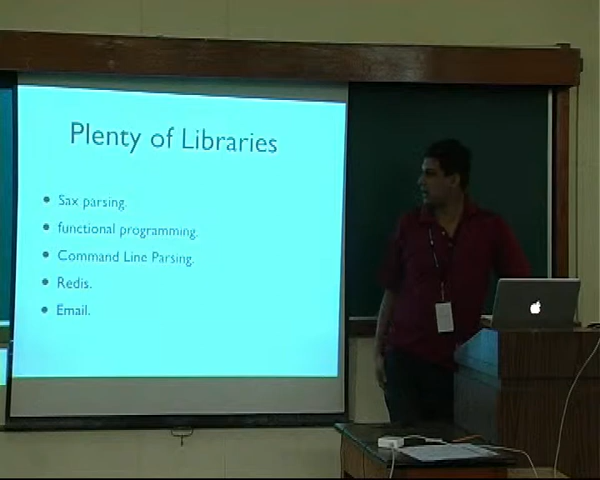 Plenty of Libraries
Sax parsing.
functional programming.
Command Line Parsing.
Redis.
Email.